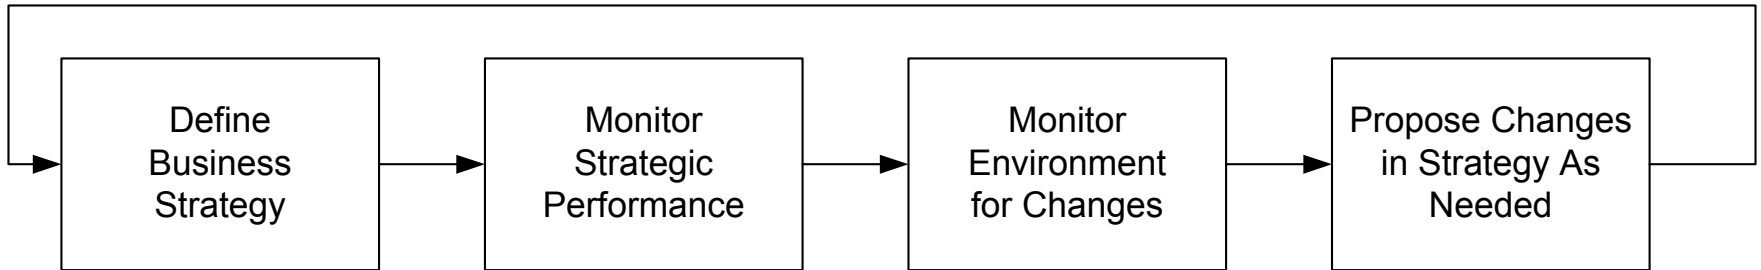 Define
Business
Strategy
Monitor
Strategic
Performance
Monitor
Environment
for Changes
Propose Changes
in Strategy As
Needed